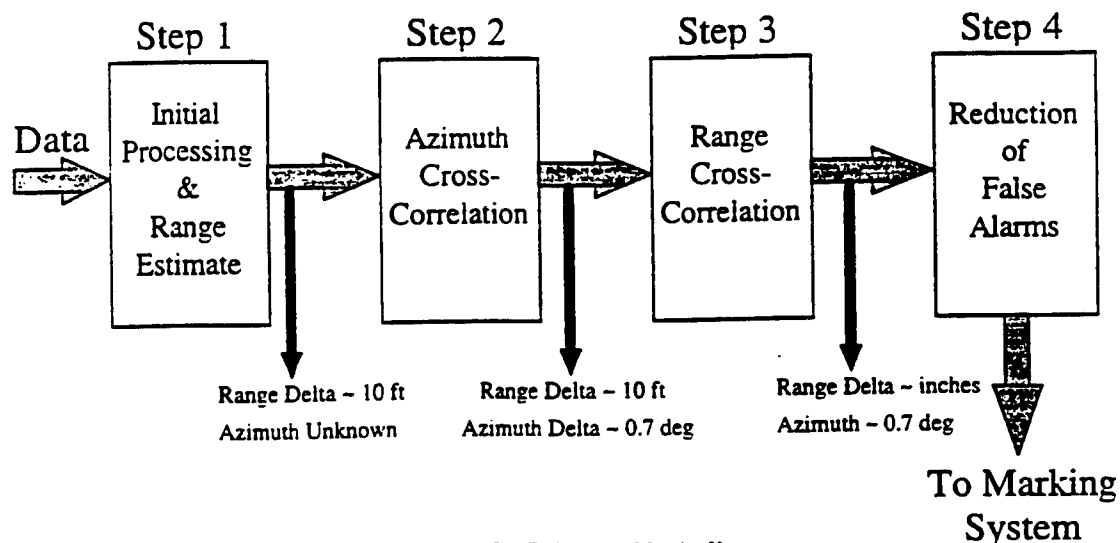 Step 1
Step 2
Step 3
Step 4
Data
Initial
Processing
&
Range
Estimate
Azimuth
Cross-
Correlation
Range
Cross-
Correlation
Reduction
of
False
Alarms
Range Delta ~ 10 ft
Azimuth Unknown
Range Delta ~ 10 ft
Azimuth Delta ~ 0.7 deg
Range Delta ~ inches
Azimuth ~ 0.7 deg
To Marking
System